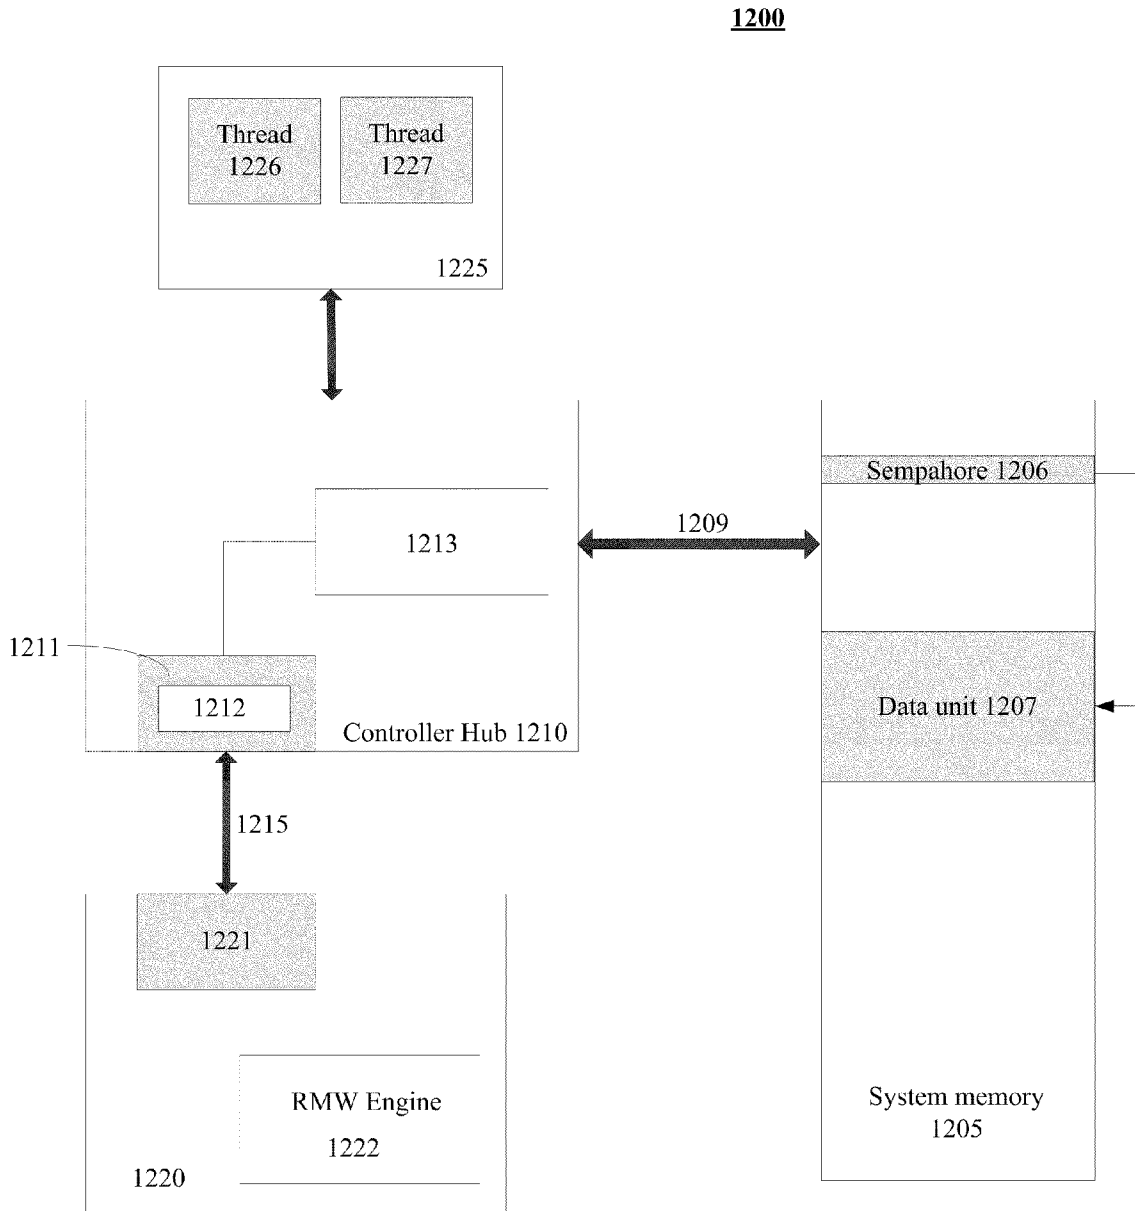 1200
Thread
1226
Thread
1227
1225
Sempahore 1206
1209
1213
1211
1212
Data unit 1207
Controller Hub 1210
1215
1221
RMW Engine
1222
System memory
1205
1220